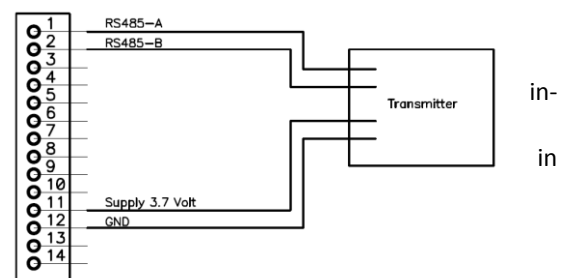 1 RS485-A
2 RS485-B
3
4
5
6
7
8
9
10
11 Supply 3.7 Volt
12 GND
13
14
Transmitter
in-
in